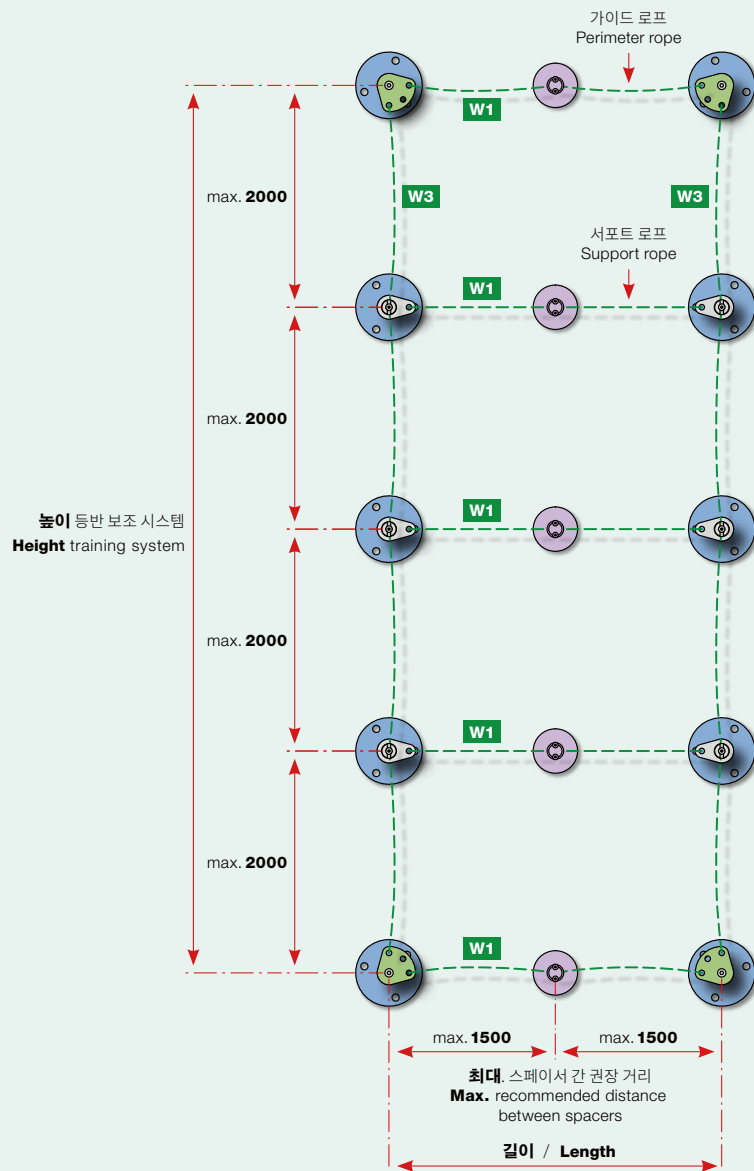 가이드 로프
Perimeter rope
W1
max. 2000
W3
W3
서포트 로프
Support rope
W1
max. 2000
W1
높이 등반 보조 시스템
Height training system
max. 2000
W1
max. 2000
W1
max. 1500
max. 1500
최대. 스페이서 간 권장 거리
Max. recommended distance
between spacers
길이 / Length